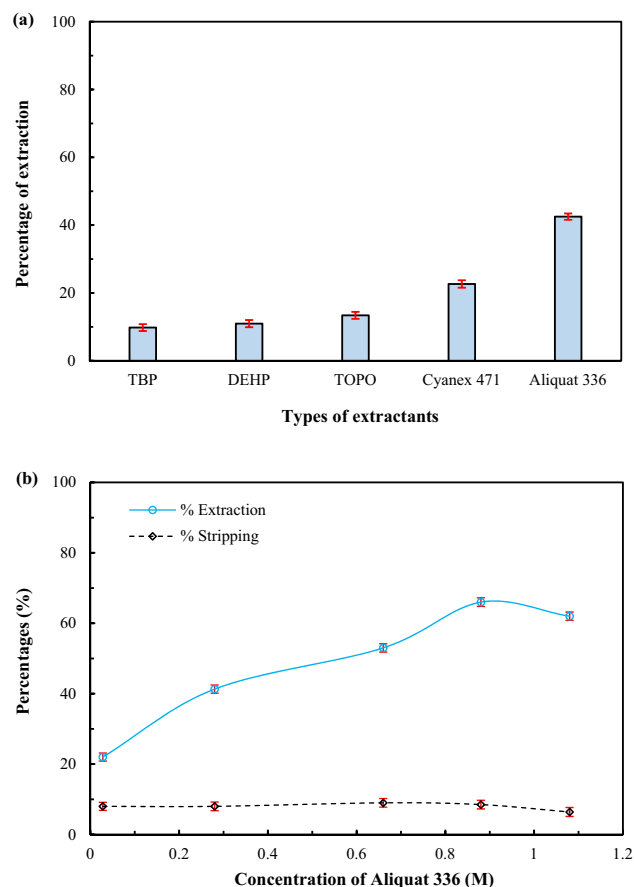 (a)
100
80
60
40
20
0
Percentage of extraction
TBP DEHP TOPO Cyanex 471 Aliquat 336
Types of extractants
(b)
100
80
60
40
20
0
Percentages (%)
% Extraction
% Stripping
0 0.2 0.4 0.6 0.8 1 1.2
Concentration of Aliquat 336 (M)